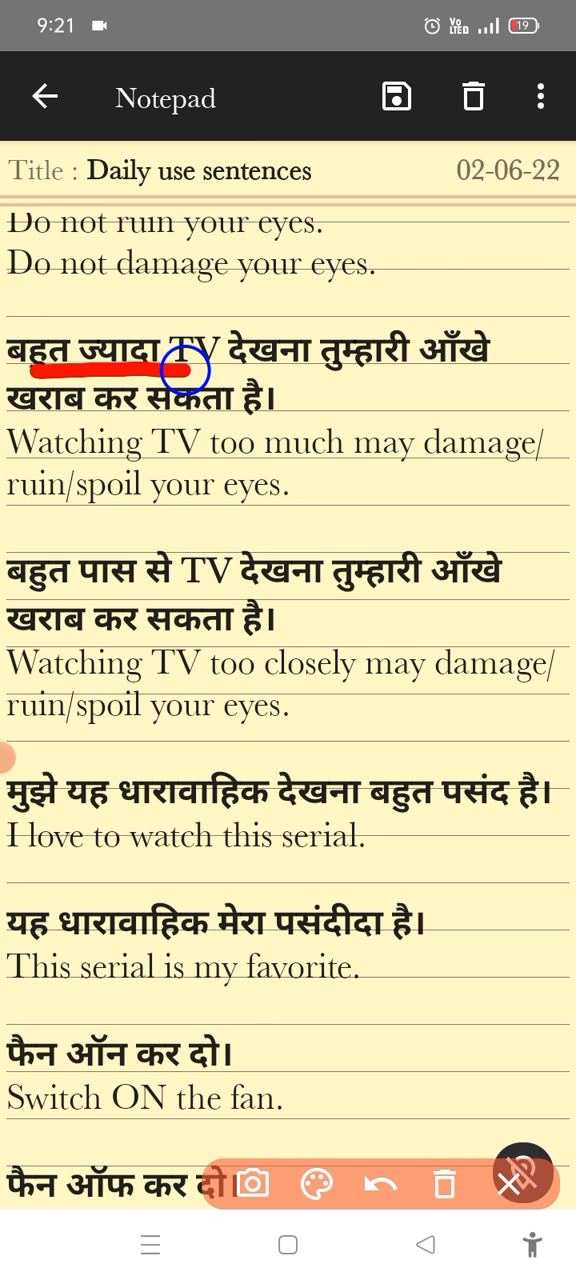 9:21
Vo LTED
19
Notepad
Title : Daily use sentences 02-06-22
Do not ruin your eyes.
Do not damage your eyes.
बहुत ज्यादा TV देखना तुम्हारी आँखे
खराब कर सकता है।
Watching TV too much may damage/
ruin/spoil your eyes.
बहुत पास से TV देखना तुम्हारी आँखे
खराब कर सकता है।
Watching TV too closely may damage/
ruin/spoil your eyes.
मुझे यह धारावाहिक देखना बहुत पसंद है।
I love to watch this serial.
यह धारावाहिक मेरा पसंदीदा है।
This serial is my favorite.
फैन ऑन कर दो।
Switch ON the fan.
फैन ऑफ कर दो।